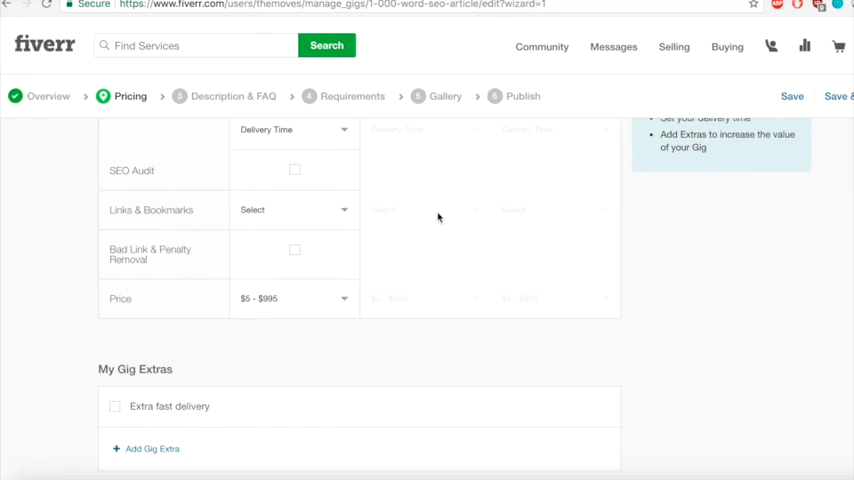 Secure https://www.fiverr.com/users/themoves/manage_gigs/1-000-word-seo-article/edit?wizard=1
ABP
fiverr
Find Services
Search
Community
Messages
Selling
Buying
Overview
Pricing
3 Description & FAQ
4 Requirements
5 Gallery
6 Publish
Save
Save &
Delivery Time
Delivery Time
Delivery Time
Set your delivery time
Add Extras to increase the value
of your Gig
SEO Audit
Links & Bookmarks
Select
Select
Select
Bad Link & Penalty
Removal
Price
$5 - $995
$5 - $995
$5 - $995
My Gig Extras
Extra fast delivery
+ Add Gig Extra